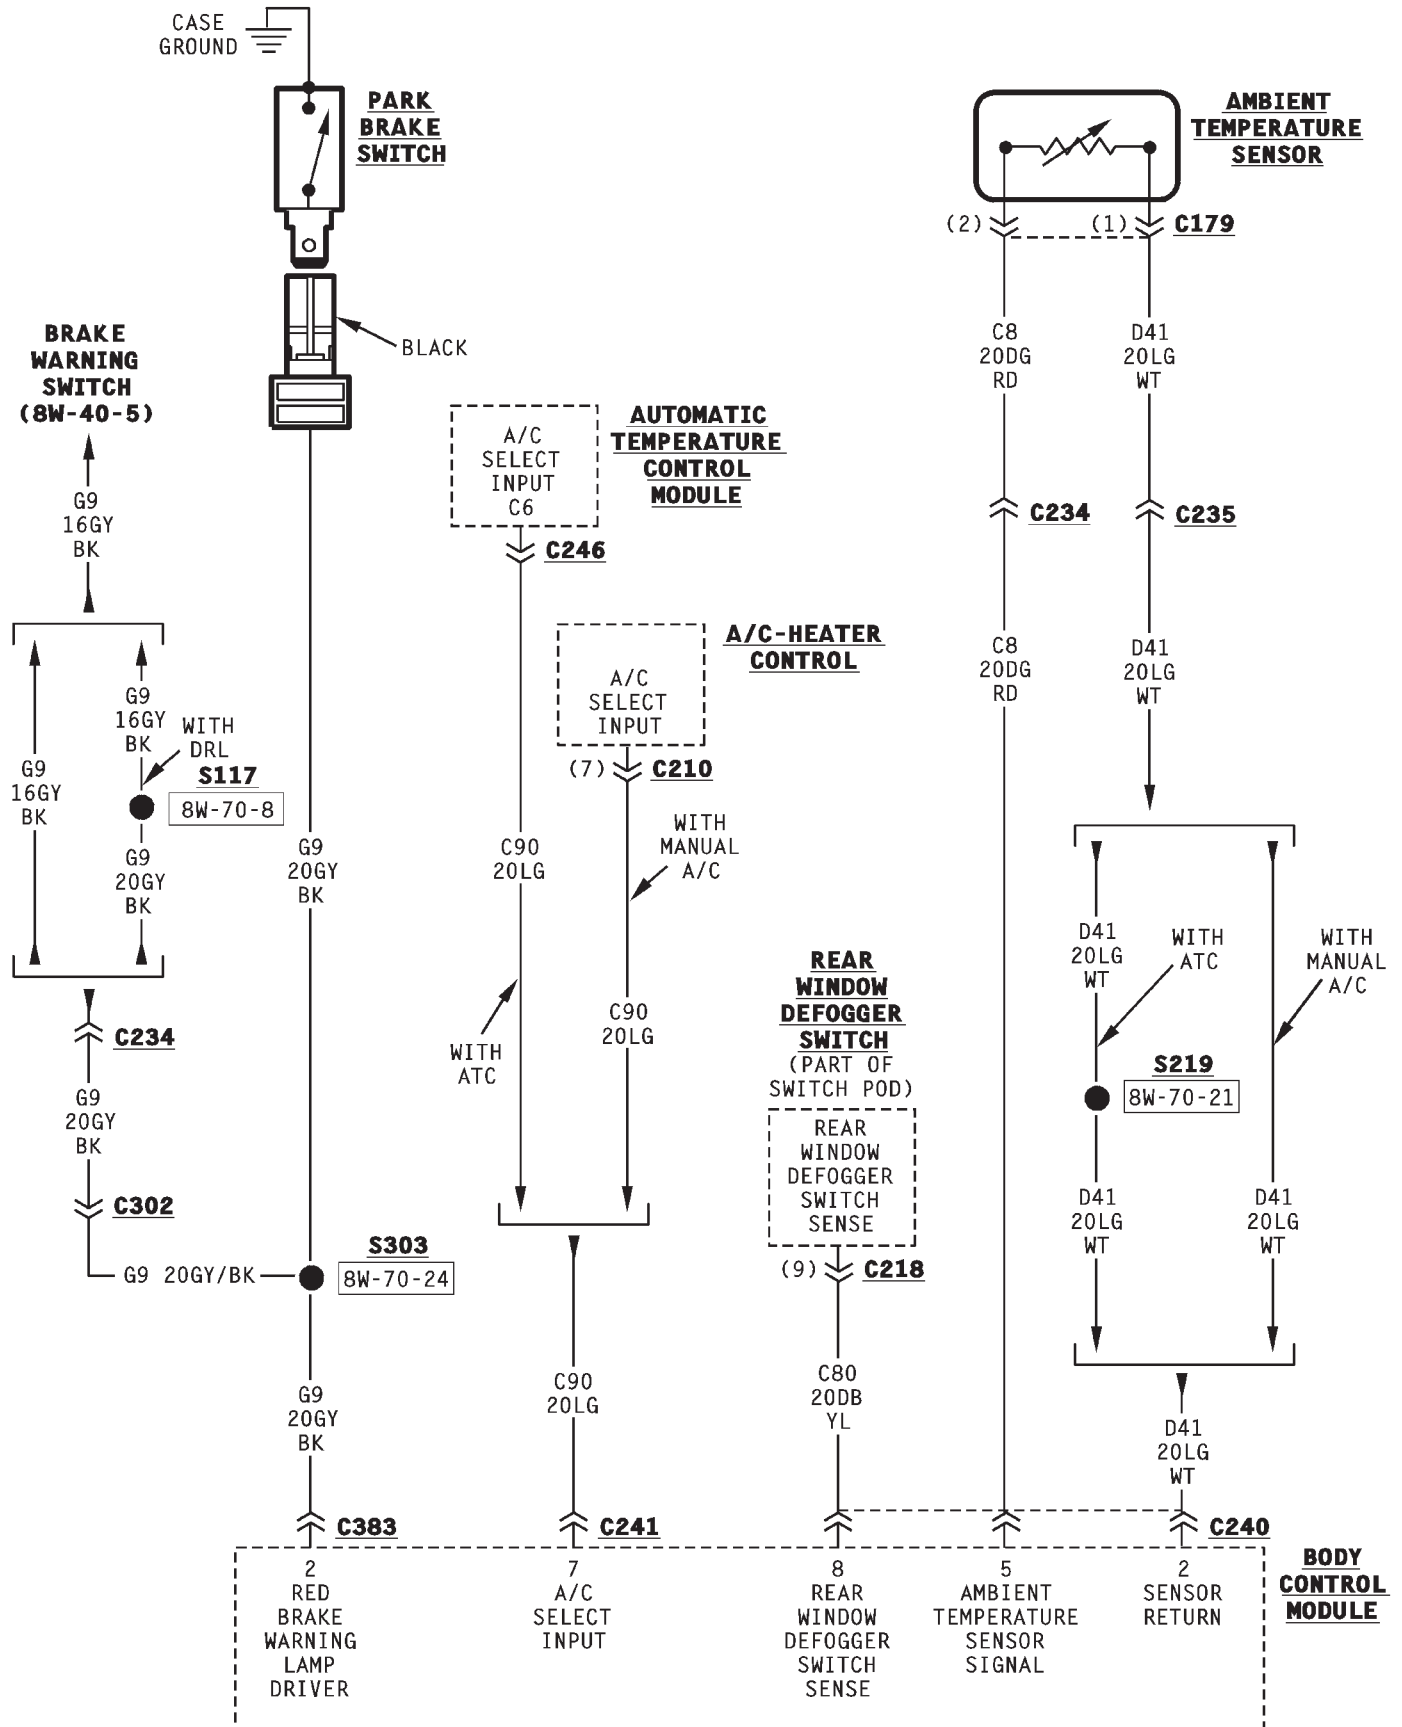 CASE
GROUND
PARK
BRAKE
SWITCH
BLACK
AMBIENT
TEMPERATURE
SENSOR
(2)
(1)
C179
C8
20DG
RD
D41
20LG
WT
C234
C235
C8
20DG
RD
D41
20LG
WT
BRAKE
WARNING
SWITCH
(8W-40-5)
G9
16GY
BK
G9
16GY
BK
G9
16GY
BK
WITH
DRL
S117
8W-70-8
G9
20GY
BK
C234
G9
20GY
BK
C302
G9 20GY/BK
G9
20GY
BK
S303
8W-70-24
G9
20GY
BK
C383
AUTOMATIC
TEMPERATURE
CONTROL
MODULE
A/C
SELECT
INPUT
C6
C246
A/C-HEATER
CONTROL
A/C
SELECT
INPUT
(7)
C210
C90
20LG
WITH
MANUAL
A/C
WITH
ATC
C90
20LG
C90
20LG
C241
REAR
WINDOW
DEFOGGER
SWITCH
(PART OF
SWITCH POD)
REAR
WINDOW
DEFOGGER
SWITCH
SENSE
(9)
C218
C80
20DB
YL
D41
20LG
WT
WITH
ATC
WITH
MANUAL
A/C
S219
8W-70-21
D41
20LG
WT
D41
20LG
WT
D41
20LG
WT
C240
BODY
CONTROL
MODULE
2
RED
BRAKE
WARNING
LAMP
DRIVER
7
A/C
SELECT
INPUT
8
REAR
WINDOW
DEFOGGER
SWITCH
SENSE
5
AMBIENT
TEMPERATURE
SENSOR
SIGNAL
2
SENSOR
RETURN